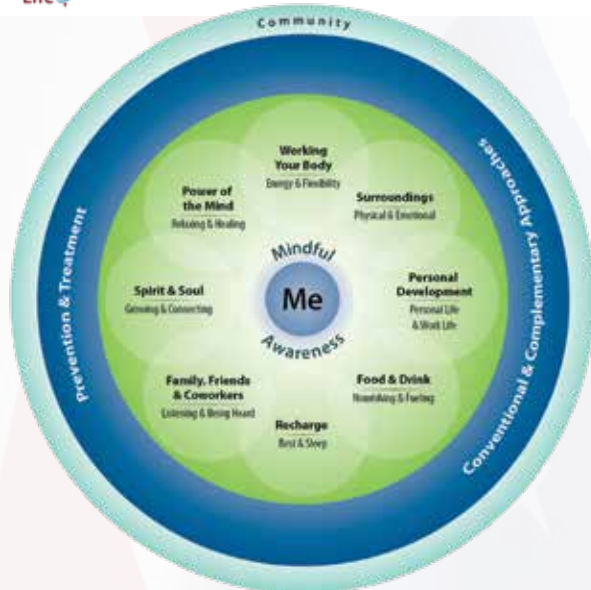 Community
Prevention & Treatment
Conventional & Complementary Approaches
Working
Your Body
Energy & Flexibility
Surroundings
Physical & Emotional
Personal
Development
Personal Life
& Work Life
Food & Drink
Nourishing & Fueling
Recharge
Rest & Sleep
Family, Friends
& Coworkers
Listening & Being Heard
Spirit & Soul
Growing & Connecting
Power of
the Mind
Relaxing & Healing
Mindful
Me
Awareness